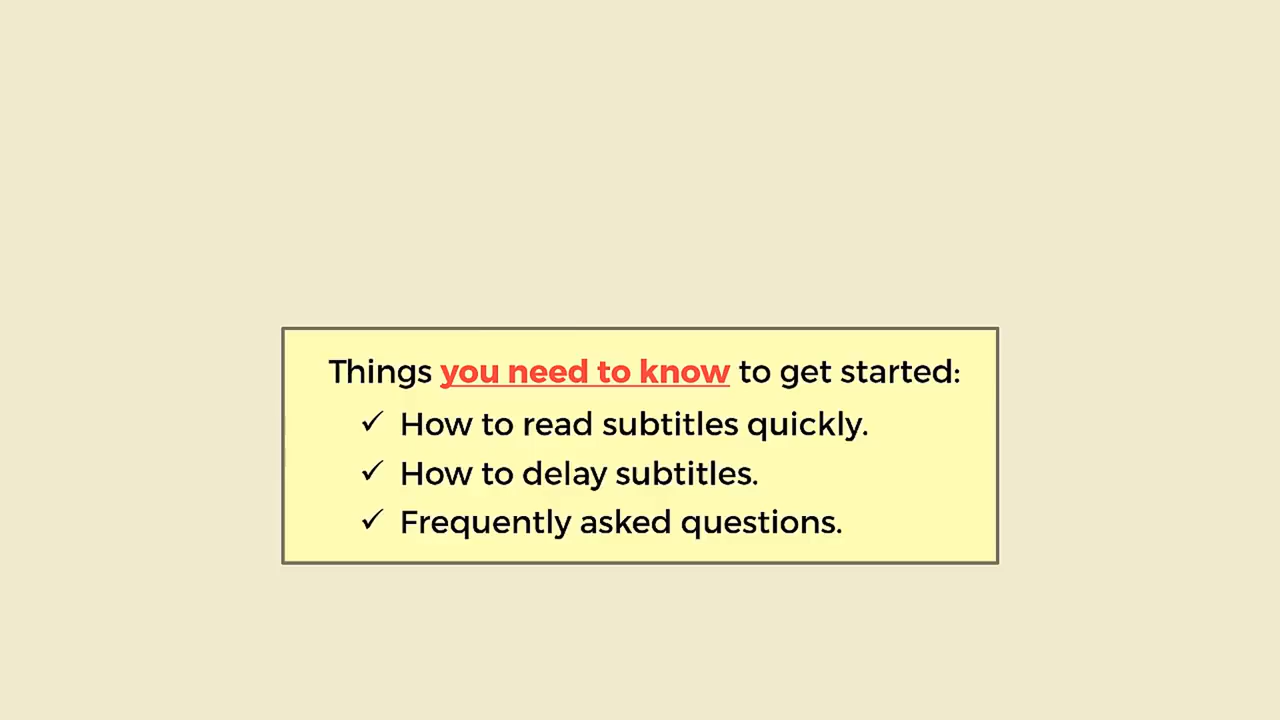 Things you need to know to get started:
✓ How to read subtitles quickly.
✓ How to delay subtitles.
✓ Frequently asked questions.